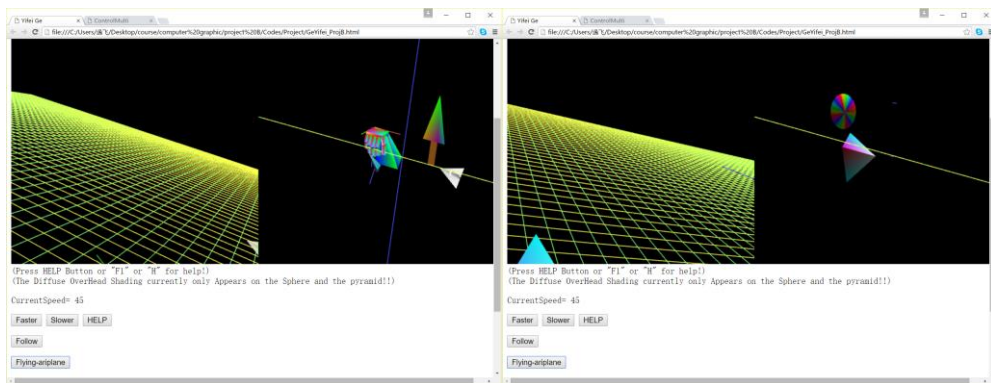 Yifei Ge
ControlMulti
file:///C:/Users/逸飞/Desktop/course/computer%20graphic/project%20B/Codes/Project/GeYifei_ProjB.html
(Press HELP Button or "F1" or "H" for help!)
(The Diffuse OverHead Shading currently only Appears on the Sphere and the pyramid!!)
CurrentSpeed= 45
Faster Slower HELP
Follow
Flying-ariplane
Yifei Ge
ControlMulti
file:///C:/Users/逸飞/Desktop/course/computer%20graphic/project%20B/Codes/Project/GeYifei_ProjB.html
(Press HELP Button or "F1" or "H" for help!)
(The Diffuse OverHead Shading currently only Appears on the Sphere and the pyramid!!)
CurrentSpeed= 45
Faster Slower HELP
Follow
Flying-ariplane